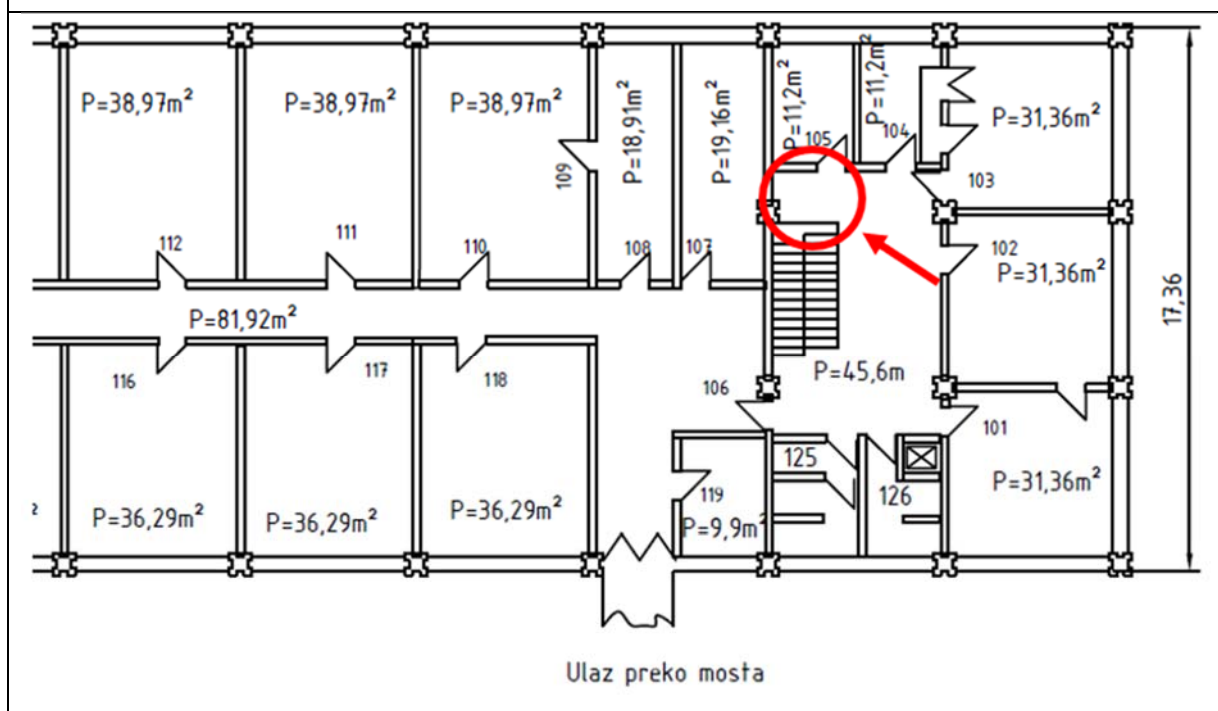 P=38,97m²
P=38,97m²
P=38,97m²
P=18,91m²
P=19,16m²
P=11,2m²
P=11,2m²
P=31,36m²
105
104
109
103
112
111
110
108
107
102
P=31,36m²
P=81,92m²
17,36
116
117
118
106
P=45,6m
101
125
119
126
P=31,36m²
²
P=36,29m²
P=36,29m²
P=36,29m²
P=9,9m²
Ulaz preko mosta